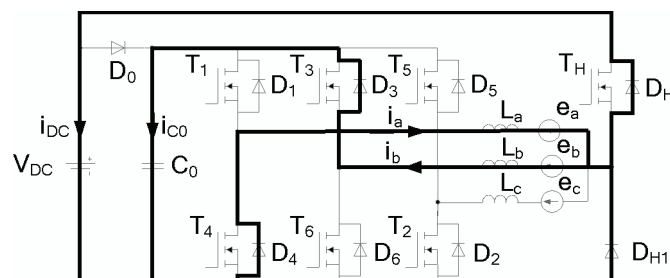 T1 T3 T5 TH
D0 D1 D3 D5 DH
iDC iC0 ia La ea
VDC C0 ib Lb eb
Lc ec
T4 T6 T2
D4 D6 D2 DH1